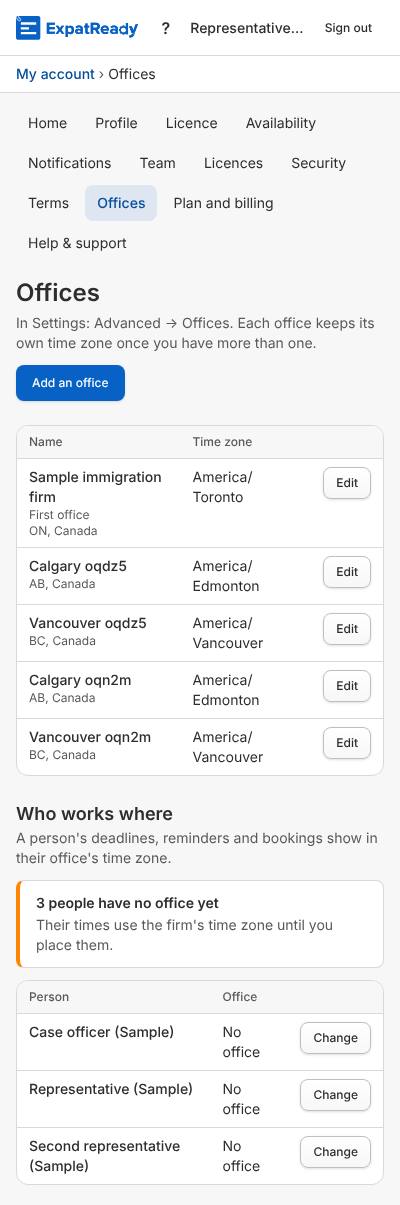 ExpatReady ? Representative... Sign out
My account › Offices
Home Profile Licence Availability
Notifications Team Licences Security
Terms Offices Plan and billing
Help & support
Offices
In Settings: Advanced → Offices. Each office keeps its
own time zone once you have more than one.
Add an office
Name Time zone
Sample immigration America/ Edit
firm Toronto
First office
ON, Canada
Calgary oqdz5 America/ Edit
AB, Canada Edmonton
Vancouver oqdz5 America/ Edit
BC, Canada Vancouver
Calgary oqn2m America/ Edit
AB, Canada Edmonton
Vancouver oqn2m America/ Edit
BC, Canada Vancouver
Who works where
A person's deadlines, reminders and bookings show in
their office's time zone.
3 people have no office yet
Their times use the firm's time zone until you
place them.
Person Office
Case officer (Sample) No Change
office
Representative (Sample) No Change
office
Second representative No Change
(Sample) office